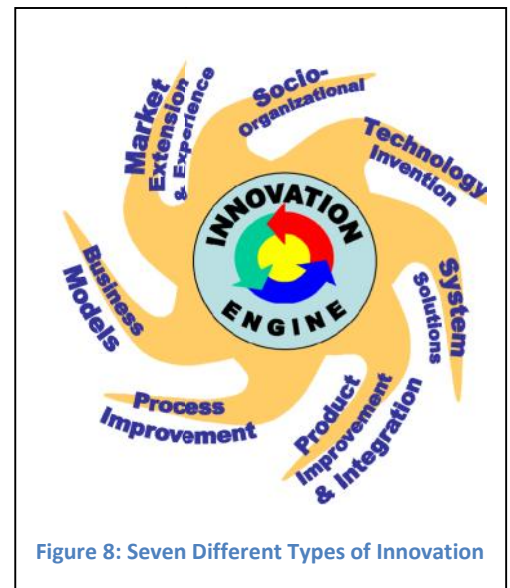 Socio-
Organizational
Technology
Invention
System
Solutions
Product
Improvement
& Integration
Process
Improvement
Business
Models
Market
Extension
& Experience
INNOVATION
ENGINE
Figure 8: Seven Different Types of Innovation